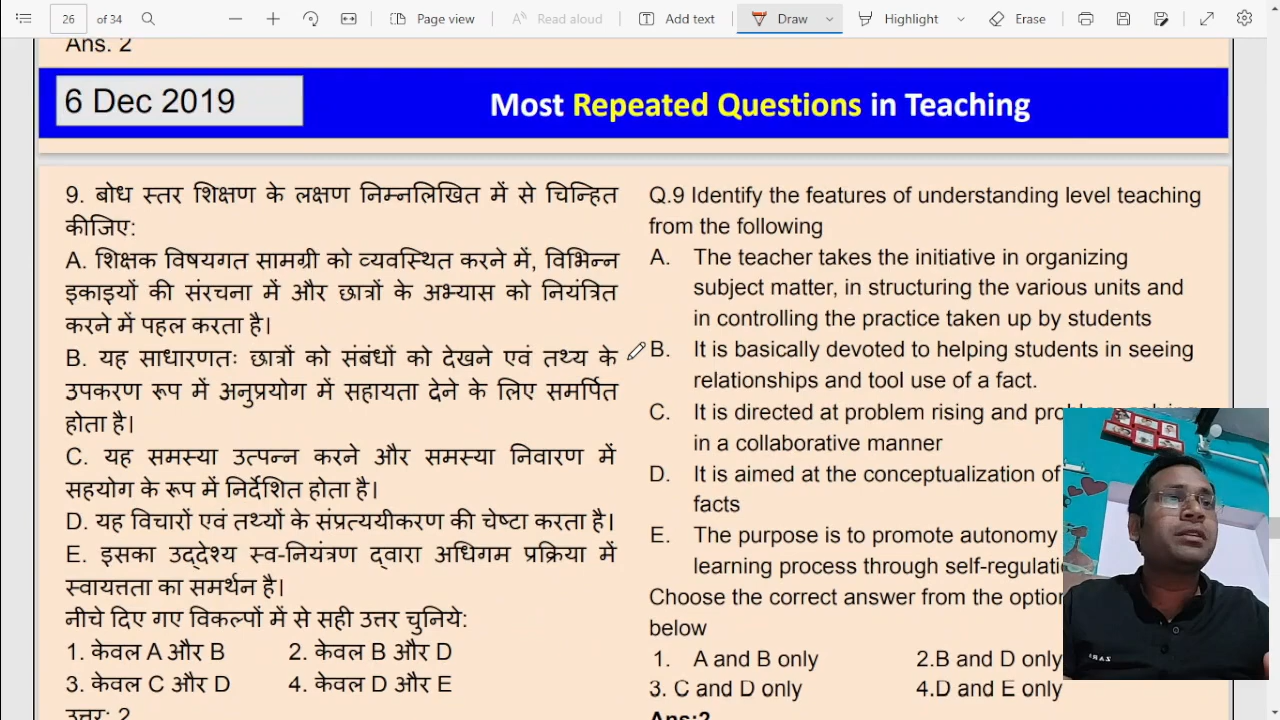 26 of 34 Page view Read aloud Add text Draw Highlight Erase
Ans. 2
6 Dec 2019 Most Repeated Questions in Teaching
9. बोध स्तर शिक्षण के लक्षण निम्नलिखित में से चिन्हित
कीजिए:
A. शिक्षक विषयगत सामग्री को व्यवस्थित करने में, विभिन्न
इकाइयों की संरचना में और छात्रों के अभ्यास को नियंत्रित
करने में पहल करता है।
B. यह साधारणतः छात्रों को संबंधों को देखने एवं तथ्य के
उपकरण रूप में अनुप्रयोग में सहायता देने के लिए समर्पित
होता है।
C. यह समस्या उत्पन्न करने और समस्या निवारण में
सहयोग के रूप में निर्देशित होता है।
D. यह विचारों एवं तथ्यों के संप्रत्ययीकरण की चेष्टा करता है।
E. इसका उद्देश्य स्व-नियंत्रण द्वारा अधिगम प्रक्रिया में
स्वायत्तता का समर्थन है।
नीचे दिए गए विकल्पों में से सही उत्तर चुनिये:
1. केवल A और B 2. केवल B और D
3. केवल C और D 4. केवल D और E
उत्तर: 2
Q.9 Identify the features of understanding level teaching
from the following
A. The teacher takes the initiative in organizing
subject matter, in structuring the various units and
in controlling the practice taken up by students
B. It is basically devoted to helping students in seeing
relationships and tool use of a fact.
C. It is directed at problem rising and
in a collaborative manner
D. It is aimed at the conceptualization of
facts
E. The purpose is to promote autonomy
learning process through
Choose the correct answer from the
below
1. A and B only 2.B and D only
3. C and D only 4.D and E only
Ans:2